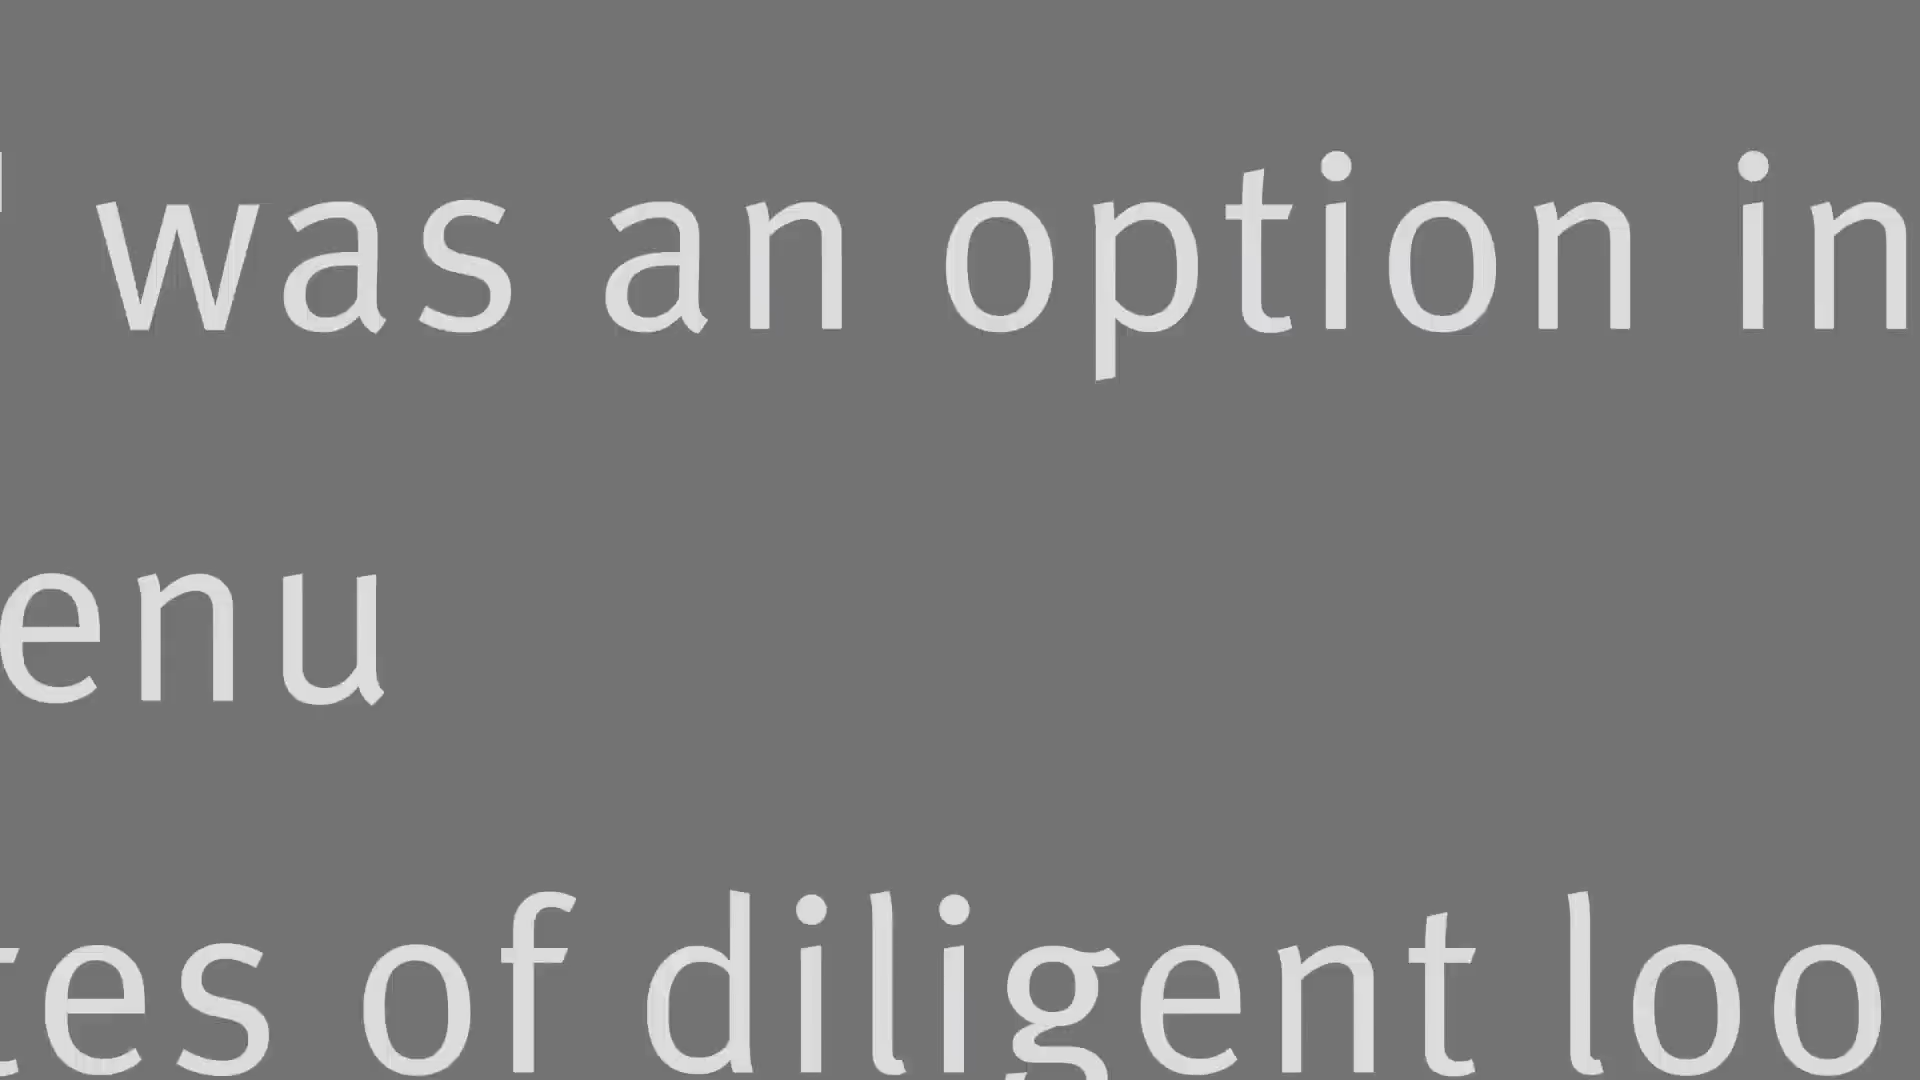 was an option in
enu
tes of diligent loo